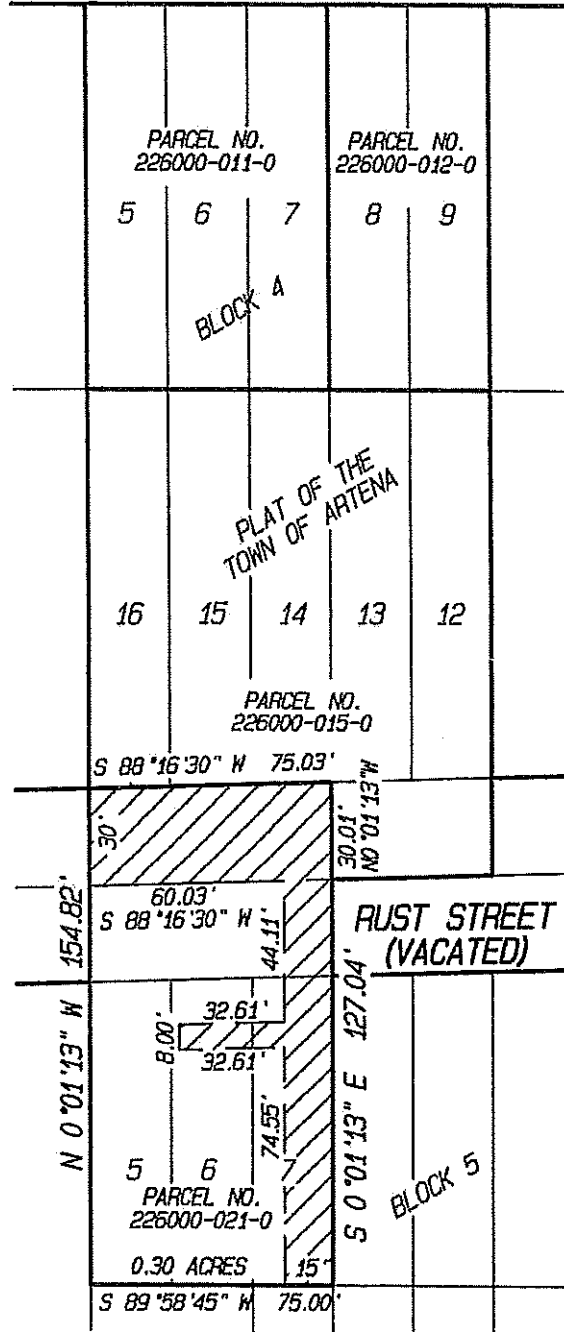 PARCEL NO.
226000-011-0
PARCEL NO.
226000-012-0
5 6 7 8 9
BLOCK 4
PLAT OF THE
TOWN OF ARTENA
16 15 14 13 12
PARCEL NO.
226000-015-0
S 88°16'30" W 75.03'
30'
30.01'
N0°01'13"W
60.03'
S 88°16'30" W
44.11'
RUST STREET
(VACATED)
N 0°01'13" W 154.82'
32.61'
8.00'
32.61'
74.55'
S 0°01'13" E 127.04'
5 6 7
PARCEL NO.
226000-021-0
BLOCK 5
0.30 ACRES
15'
S 89°58'45" W 75.00'